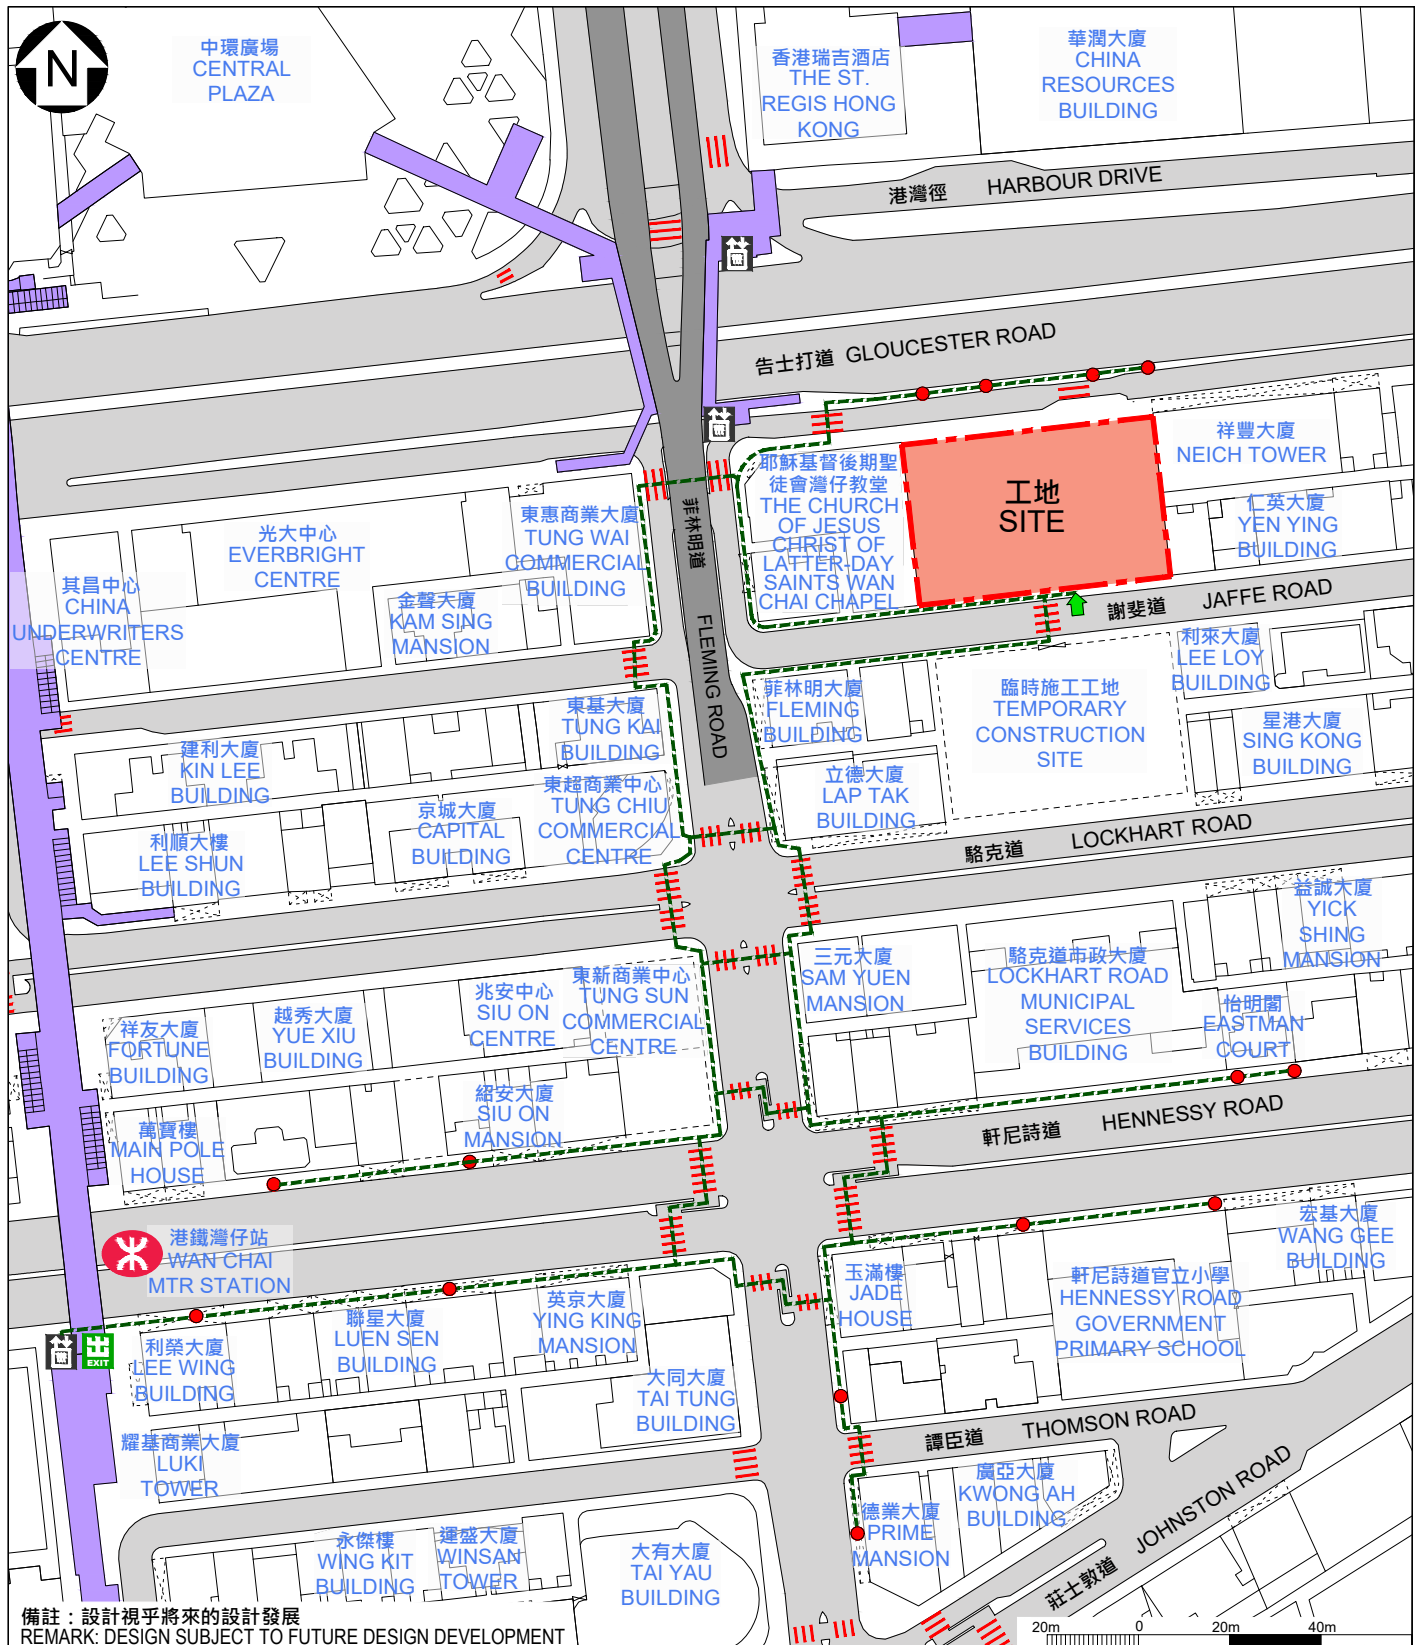 N
中環廣場
CENTRAL
PLAZA
香港瑞吉酒店
THE ST.
REGIS HONG
KONG
華潤大廈
CHINA
RESOURCES
BUILDING
港灣徑 HARBOUR DRIVE
告士打道 GLOUCESTER ROAD
祥豐大廈
NEICH TOWER
耶穌基督後期聖
徒會灣仔教堂
THE CHURCH
OF JESUS
CHRIST OF
LATTER-DAY
SAINTS WAN
CHAI CHAPEL
工地
SITE
仁英大廈
YEN YING
BUILDING
光大中心
EVERBRIGHT
CENTRE
東惠商業大廈
TUNG WAI
COMMERCIAL
BUILDING
菲林明道 FLEMING ROAD
其昌中心
CHINA
UNDERWRITERS
CENTRE
金聲大廈
KAM SING
MANSION
謝斐道 JAFFE ROAD
利來大廈
LEE LOY
BUILDING
菲林明大廈
FLEMING
BUILDING
臨時施工工地
TEMPORARY
CONSTRUCTION
SITE
東基大廈
TUNG KAI
BUILDING
星港大廈
SING KONG
BUILDING
建利大廈
KIN LEE
BUILDING
東超商業中心
TUNG CHIU
COMMERCIAL
CENTRE
立德大廈
LAP TAK
BUILDING
京城大廈
CAPITAL
BUILDING
利順大樓
LEE SHUN
BUILDING
駱克道 LOCKHART ROAD
益誠大廈
YICK
SHING
MANSION
三元大廈
SAM YUEN
MANSION
駱克道市政大廈
LOCKHART ROAD
MUNICIPAL
SERVICES
BUILDING
東新商業中心
TUNG SUN
COMMERCIAL
CENTRE
兆安中心
SIU ON
CENTRE
怡明閣
EASTMAN
COURT
越秀大廈
YUE XIU
BUILDING
祥友大廈
FORTUNE
BUILDING
紹安大廈
SIU ON
MANSION
軒尼詩道 HENNESSY ROAD
萬寶樓
MAIN POLE
HOUSE
港鐵灣仔站
WAN CHAI
MTR STATION
宏基大廈
WANG GEE
BUILDING
玉滿樓
JADE
HOUSE
軒尼詩道官立小學
HENNESSY ROAD
GOVERNMENT
PRIMARY SCHOOL
英京大廈
YING KING
MANSION
聯星大廈
LUEN SEN
BUILDING
出
EXIT
利榮大廈
LEE WING
BUILDING
大同大廈
TAI TUNG
BUILDING
譚臣道 THOMSON ROAD
耀基商業大廈
LUKI
TOWER
廣亞大廈
KWONG AH
BUILDING
德業大廈
PRIME
MANSION
莊士敦道 JOHNSTON ROAD
永傑樓
WING KIT
BUILDING
運盛大廈
WINSAN
TOWER
大有大廈
TAI YAU
BUILDING
備註：設計視乎將來的設計發展
REMARK: DESIGN SUBJECT TO FUTURE DESIGN DEVELOPMENT
20m 0 20m 40m